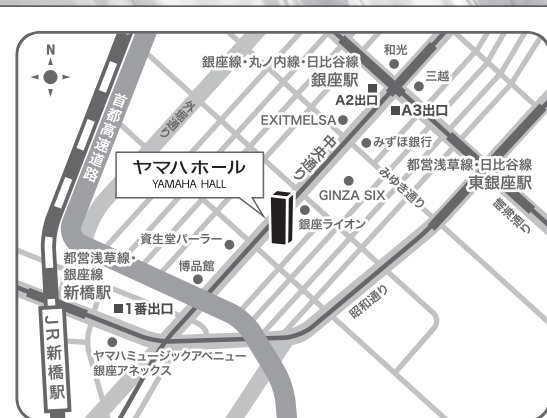 N
銀座線・丸ノ内線・日比谷線
銀座駅
和光
三越
A2出口
A3出口
EXITMELSA
みずほ銀行
都営浅草線・日比谷線
東銀座駅
首都高速道路
外堀通り
中央通り
みゆき通り
晴海通り
ヤマハホール
YAMAHA HALL
GINZA SIX
銀座ライオン
資生堂パーラー
博品館
都営浅草線・
銀座線
新橋駅
1番出口
昭和通り
JR新橋駅
ヤマハミュージックアベニュー
銀座アネックス